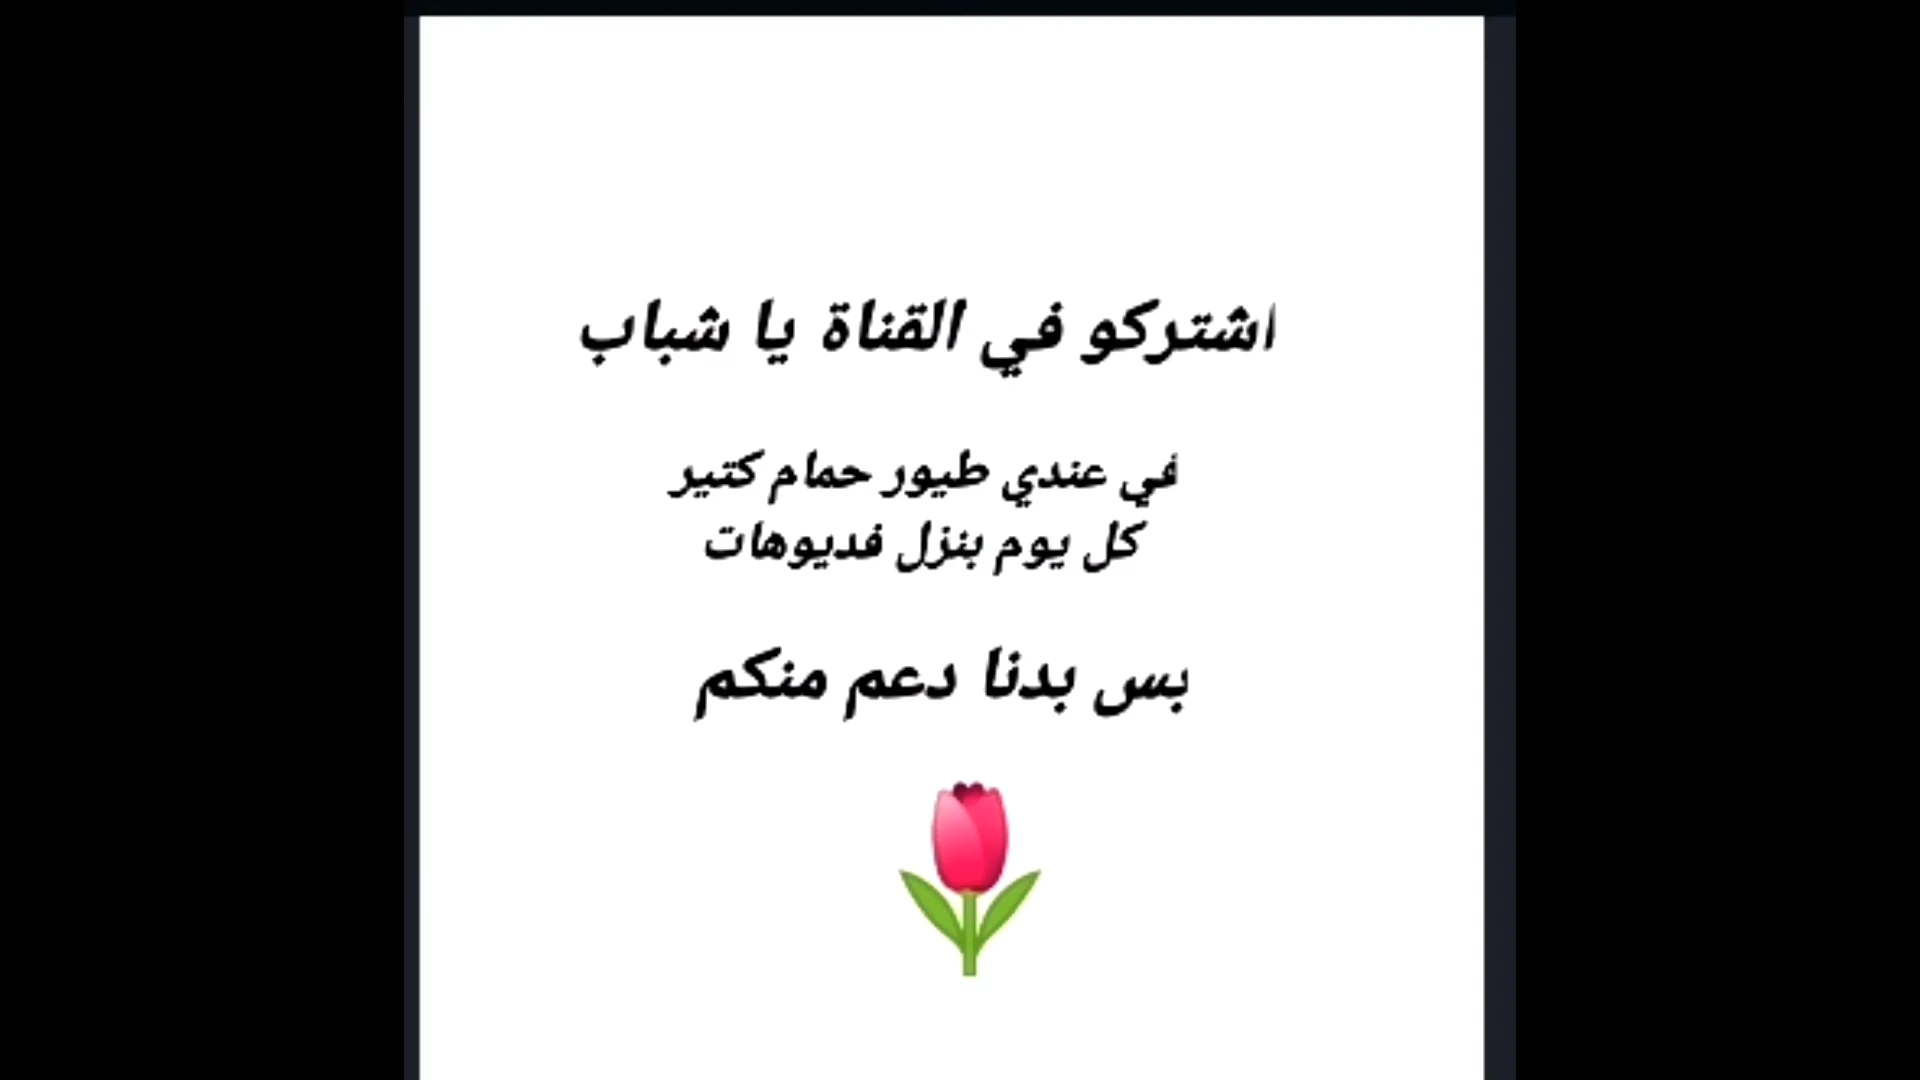 اشتركو في القناة يا شباب
في عندي طيور حمام كتير
كل يوم بنزل فديوهات
بس بدنا دعم منكم